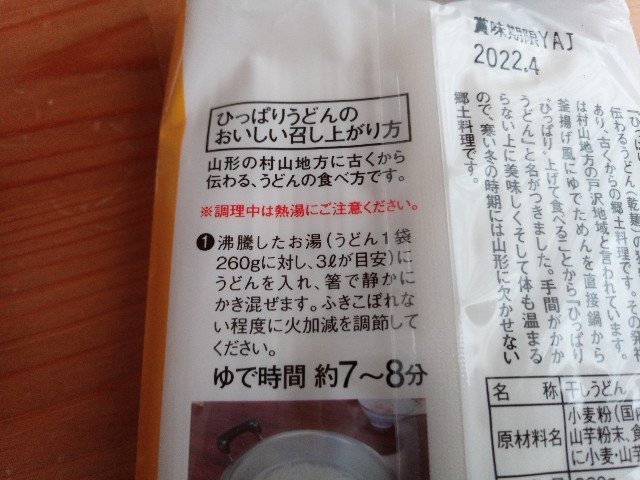 賞味期限YAJ
2022.4
ひっぱりうどんの
おいしい召し上がり方
山形の村山地方に古くから
伝わる、うどんの食べ方です。
※調理中は熱湯にご注意ください。
❶沸騰したお湯(うどん1袋
260gに対し、3ℓが目安)に
うどんを入れ、箸で静かに
かき混ぜます。ふきこぼれな
い程度に火加減を調節して
ください。
ゆで時間 約7〜8分
伝わるうどん(乾麺)
あり、古くからの郷土料理です。その発
は村山地方の戸沢地域と言われています。
釜揚げ風にゆでためんを直接鍋から
ひっぱり上げて食べることから『ひっぱり
うどん』と名がつきました。手間がかか
らない上に美味しくそして体も温まる
ので、寒い冬の時期には山形に欠かせない
郷土料理です。
名 称 干しうどん
原材料名 小麦粉(国内
山芋粉末、食
に小麦・山芋